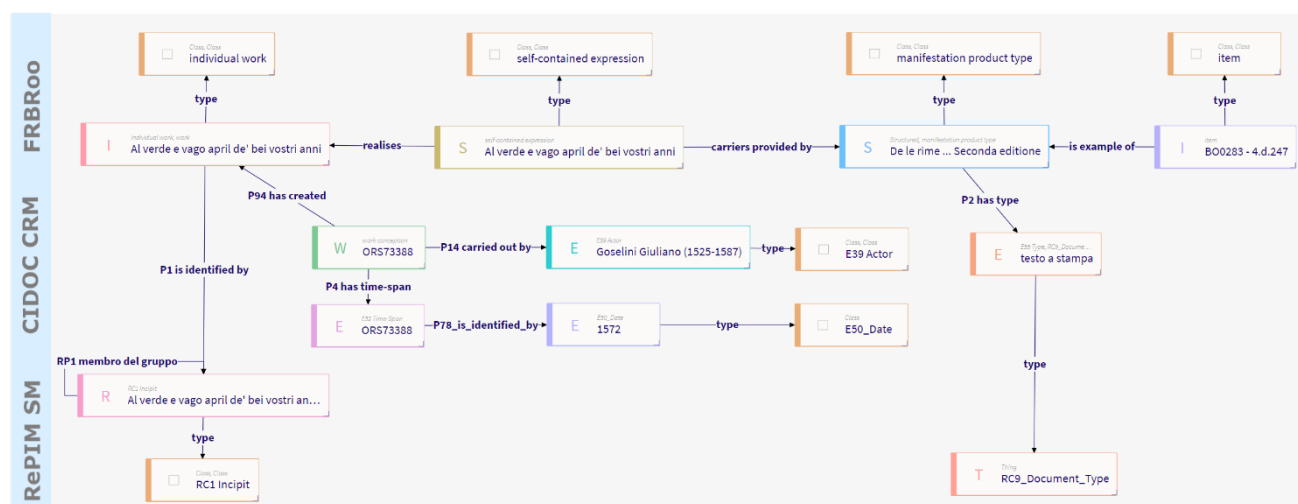 FRBRoo
CIDOC CRM
RePIM SM
Class, Class
individual work
Class, Class
self-contained expression
Class, Class
manifestation product type
Class, Class
item
type
type
type
type
I
Individual work, work
Al verde e vago april de' bei vostri anni
realises
S
self-contained expression
Al verde e vago april de' bei vostri anni
carriers provided by
S
Structured, manifestation product type
De le rime ... Seconda editione
is example of
I
item
BO0283 - 4.d.247
P94 has created
P2 has type
W
work conception
ORS73388
P14 carried out by
E
E39 Actor
Goselini Giuliano (1525-1587)
type
Class, Class
E39 Actor
E
E55 Type, RC9_Docume ...
testo a stampa
P1 is identified by
P4 has time-span
E
E52 Time Span
ORS73388
P78_is_identified_by
E
E50_Date
1572
type
Class
E50_Date
RP1 membro del gruppo
type
R
RC1 Incipit
Al verde e vago april de' bei vostri an...
type
Class, Class
RC1 Incipit
T
Thing
RC9_Document_Type